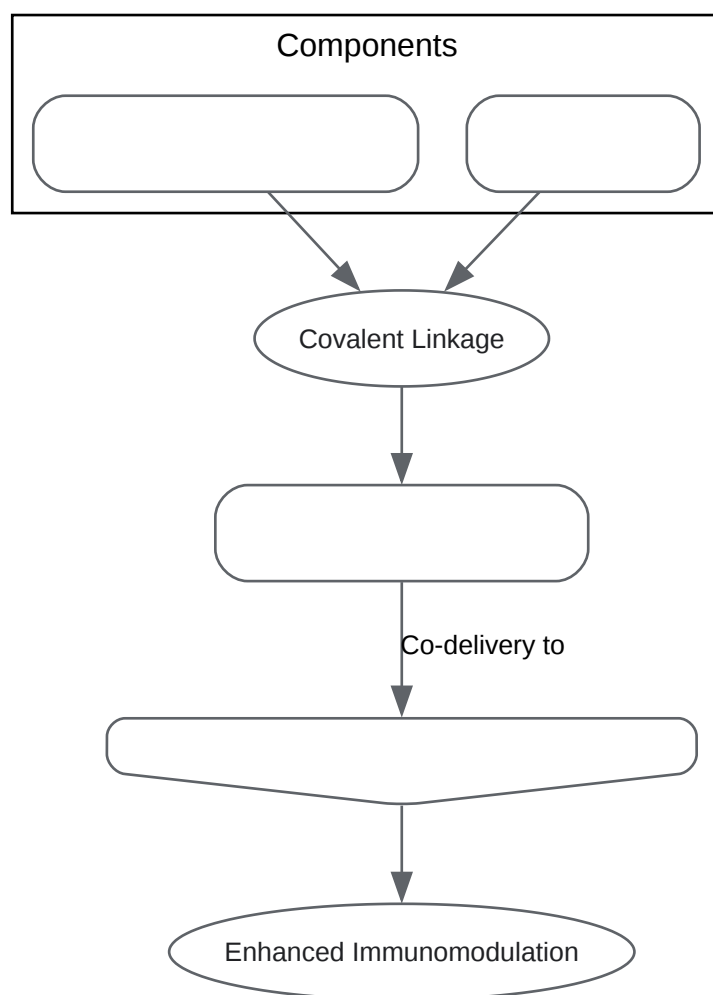 Components
Covalent Linkage
Co-delivery to
Enhanced Immunomodulation